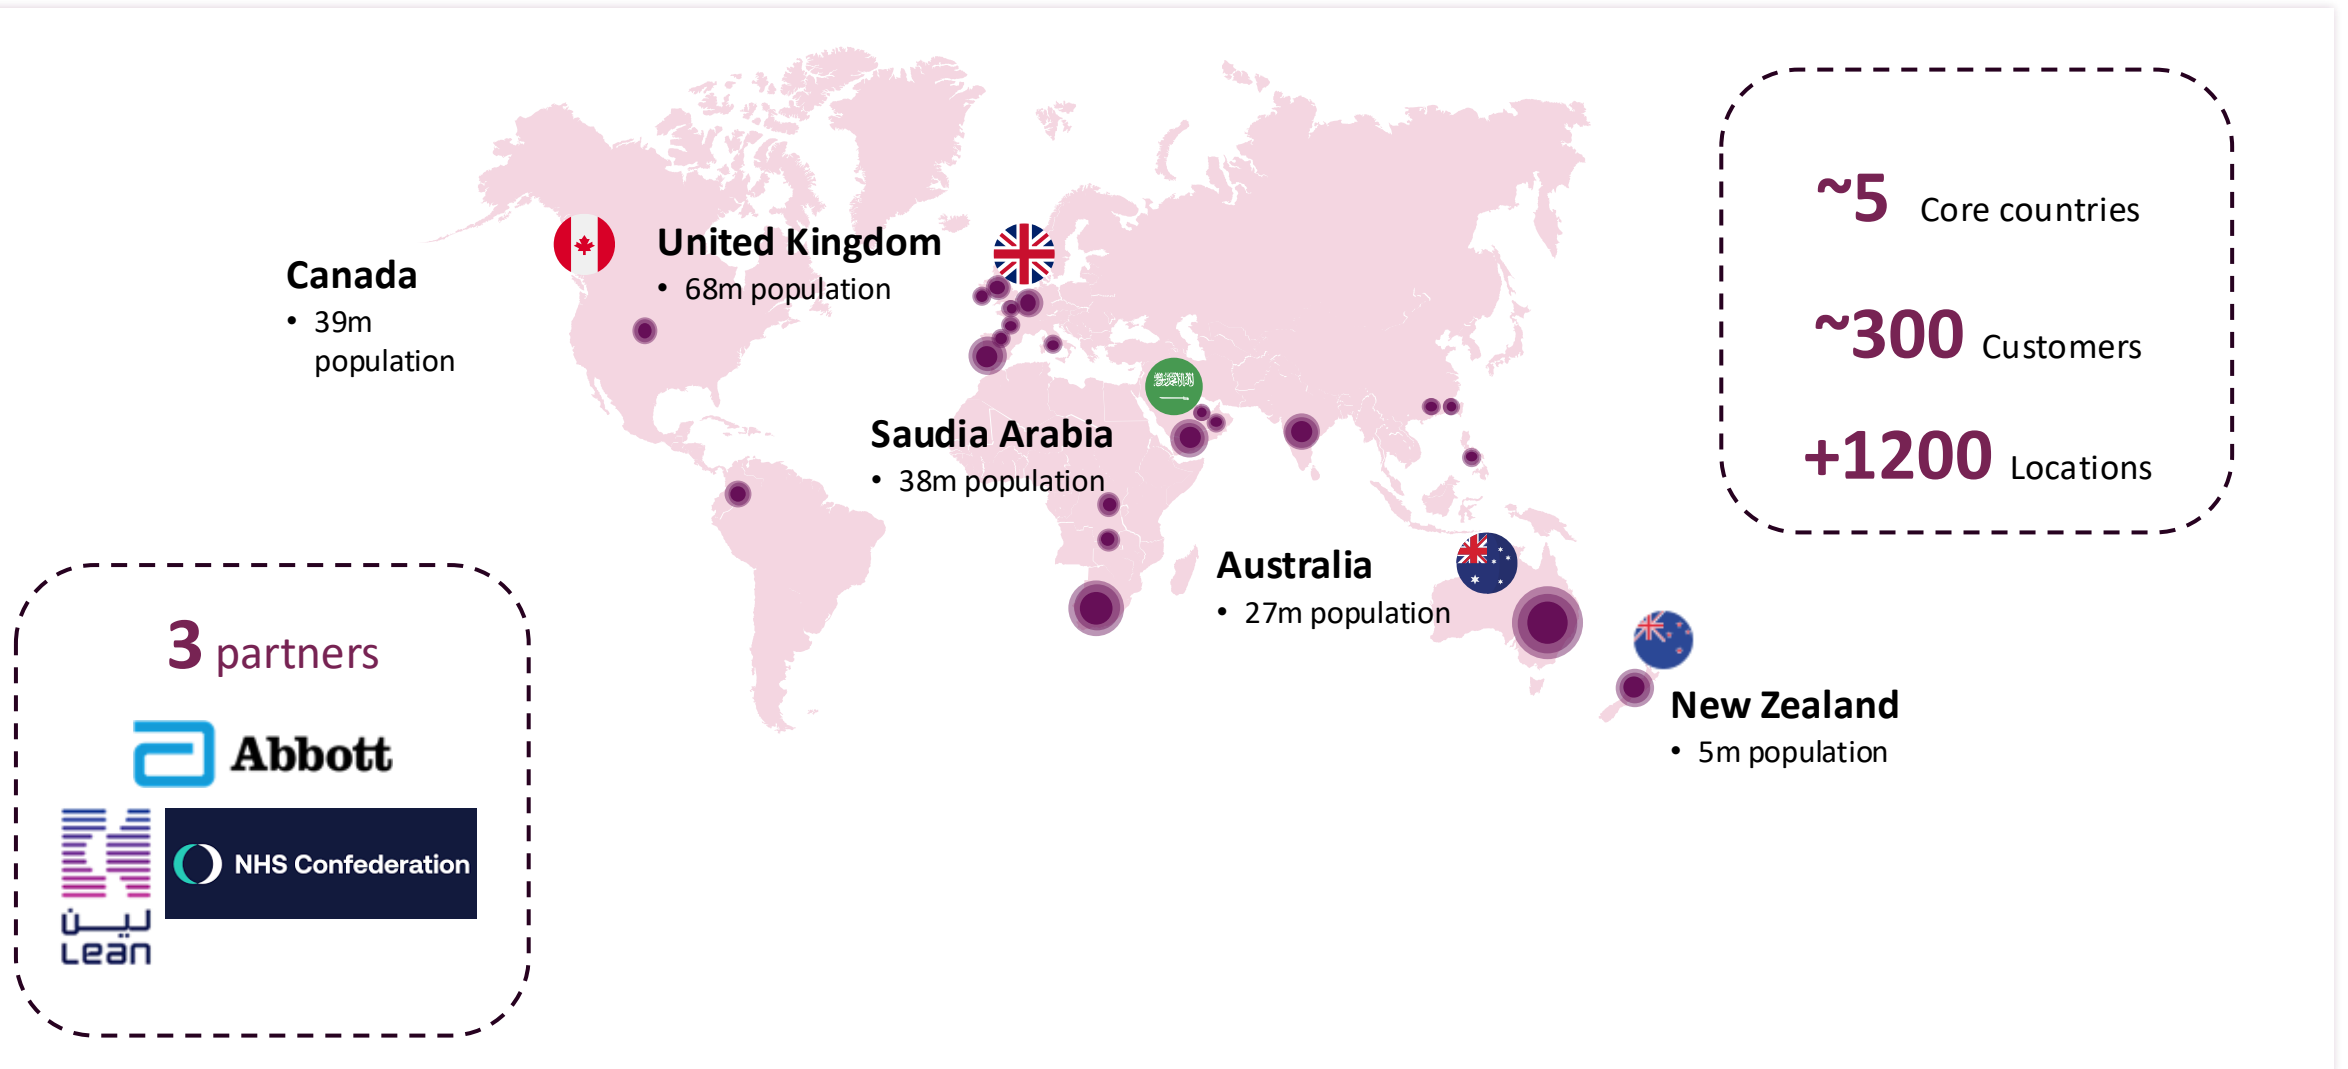 Canada
• 39m
population
United Kingdom
• 68m population
Saudia Arabia
• 38m population
Australia
• 27m population
New Zealand
• 5m population
~5 Core countries
~300 Customers
+1200 Locations
3 partners
Abbott
NHS Confederation
لين
Lean